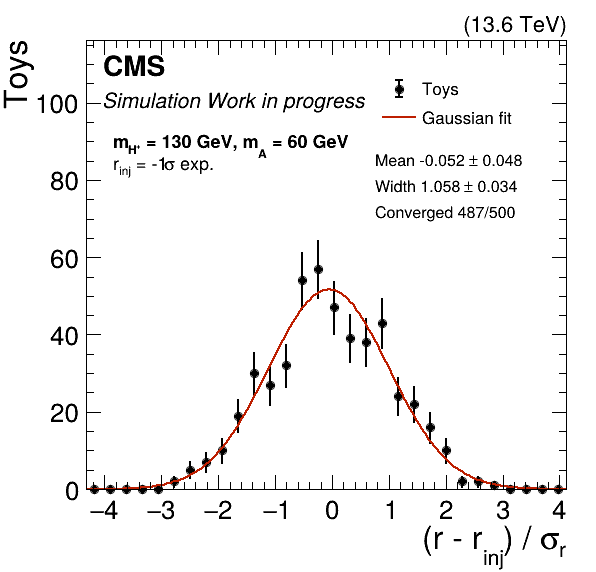 (13.6 TeV)
CMS
Simulation Work in progress
m_H+ = 130 GeV, m_A = 60 GeV
r_inj = -1σ exp.
Toys
Gaussian fit
Mean -0.052 ± 0.048
Width 1.058 ± 0.034
Converged 487/500
Toys
100
80
60
40
20
0
−4 −3 −2 −1 0 1 2 3 4
(r - r_inj) / σ_r